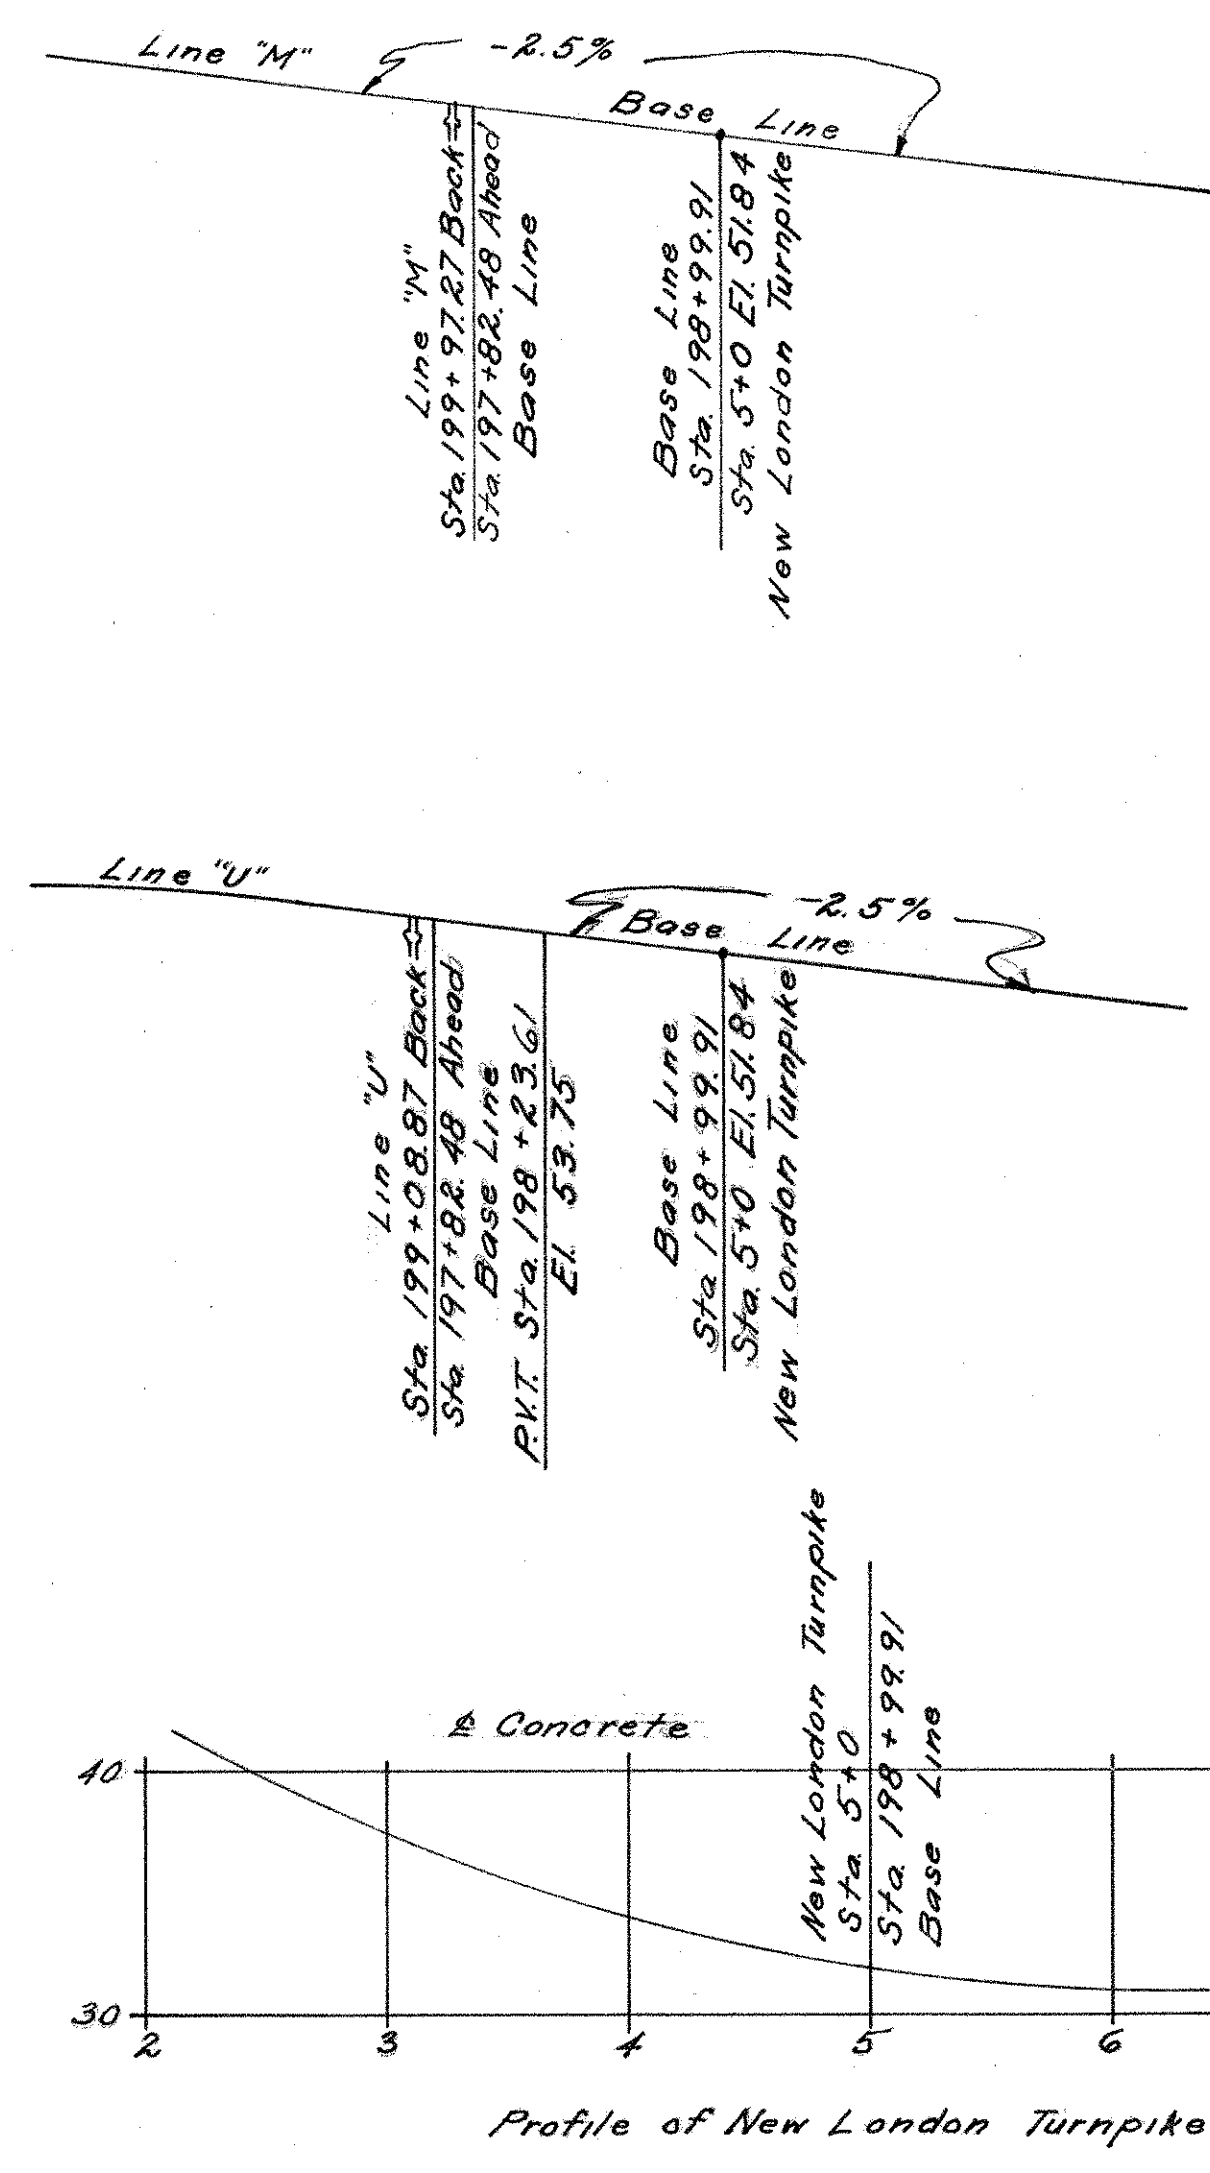 Line "M"
-2.5%
Base Line
Line "M"
Sta. 199+97.27 Back
Sta. 197+82.48 Ahead
Base Line
Base Line
Sta. 198+99.91
Sta. 5+0 El. 51.84
New London Turnpike
Line "U"
-2.5%
Base Line
Line "U"
Sta. 199+08.87 Back
Sta. 197+82.48 Ahead
Base Line
P.V.T. Sta. 198+23.61
El. 53.75
Base Line
Sta. 198+99.91
Sta. 5+0 El. 51.84
New London Turnpike
New London Turnpike
Sta. 5+0
Sta. 198+99.91
Base Line
℄ Concrete
40
30
2 3 4 5 6
Profile of New London Turnpike